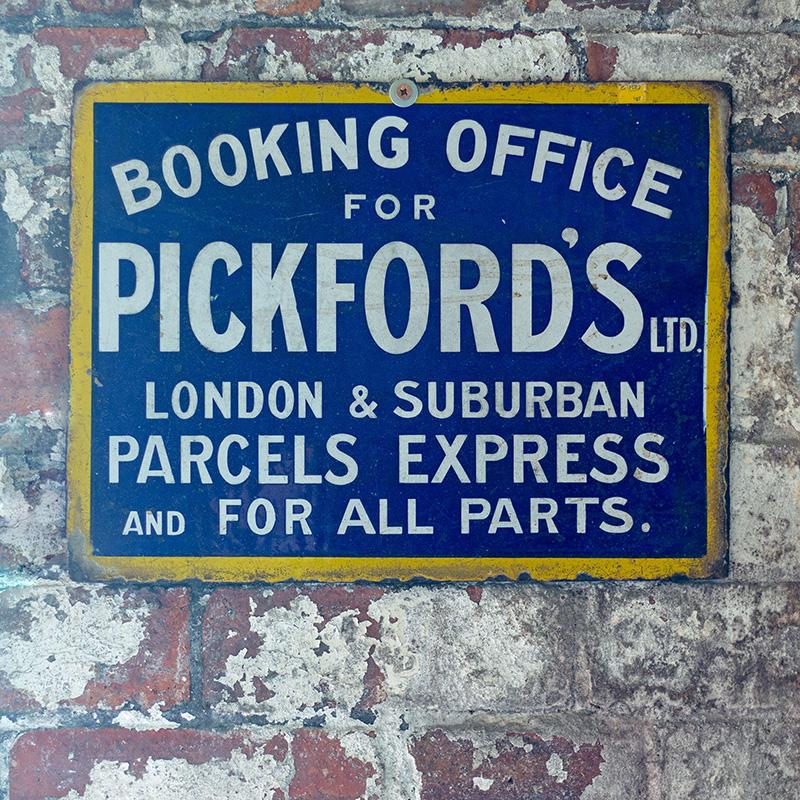 BOOKING OFFICE
FOR
PICKFORD'S LTD.
LONDON & SUBURBAN
PARCELS EXPRESS
AND FOR ALL PARTS.